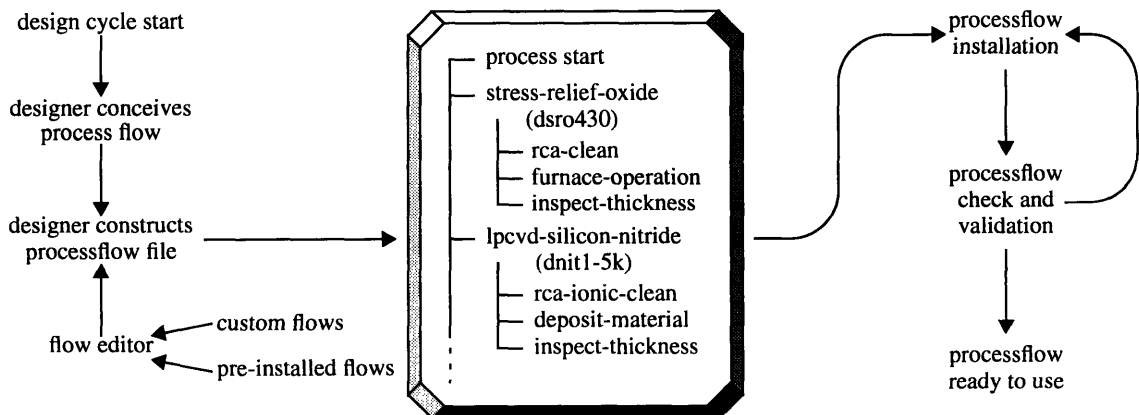 design cycle start
designer conceives
process flow
designer constructs
processflow file
flow editor
custom flows
pre-installed flows
process start
stress-relief-oxide
(dsro430)
rca-clean
furnace-operation
inspect-thickness
lpcvd-silicon-nitride
(dnit1-5k)
rca-ionic-clean
deposit-material
inspect-thickness
processflow
installation
processflow
check and
validation
processflow
ready to use